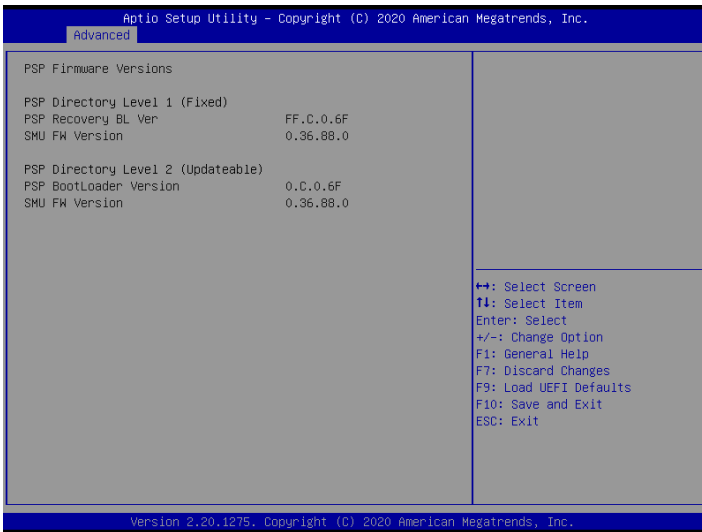 Aptio Setup Utility – Copyright (C) 2020 American Megatrends, Inc.
Advanced
PSP Firmware Versions
PSP Directory Level 1 (Fixed)
PSP Recovery BL Ver FF.C.0.6F
SMU FW Version 0.36.88.0
PSP Directory Level 2 (Updateable)
PSP BootLoader Version 0.C.0.6F
SMU FW Version 0.36.88.0
↔: Select Screen
↑↓: Select Item
Enter: Select
+/-: Change Option
F1: General Help
F7: Discard Changes
F9: Load UEFI Defaults
F10: Save and Exit
ESC: Exit
Version 2.20.1275. Copyright (C) 2020 American Megatrends, Inc.